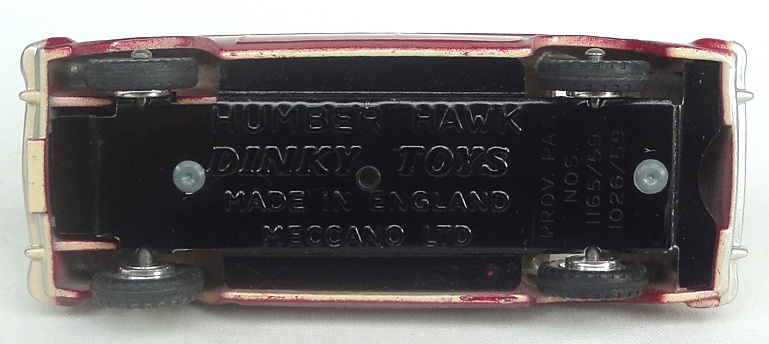 HUMBER HAWK
DINKY TOYS
MADE IN ENGLAND
MECCANO LTD
PROV. PAT
NOS.
1165/59
1026/59